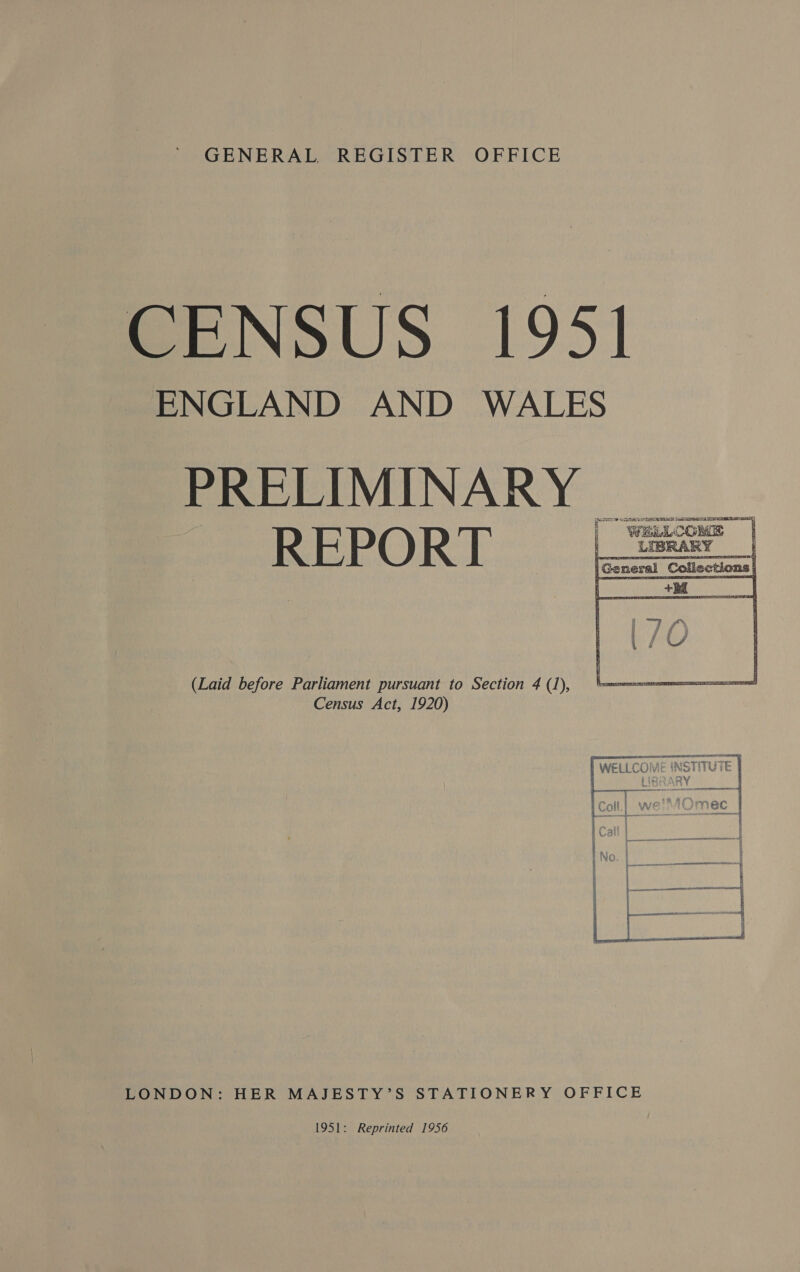 GENERAL REGISTER OFFICE
CENSUS 1951
ENGLAND AND WALES
PRELIMINARY
REPORT
WELLCOME
LIBRARY
General Collections
+M
170
(Laid before Parliament pursuant to Section 4 (1),
Census Act, 1920)
WELLCOME INSTITUTE
LIBRARY
Coll. welMOmec
Call
No.
LONDON: HER MAJESTY'S STATIONERY OFFICE
1951: Reprinted 1956